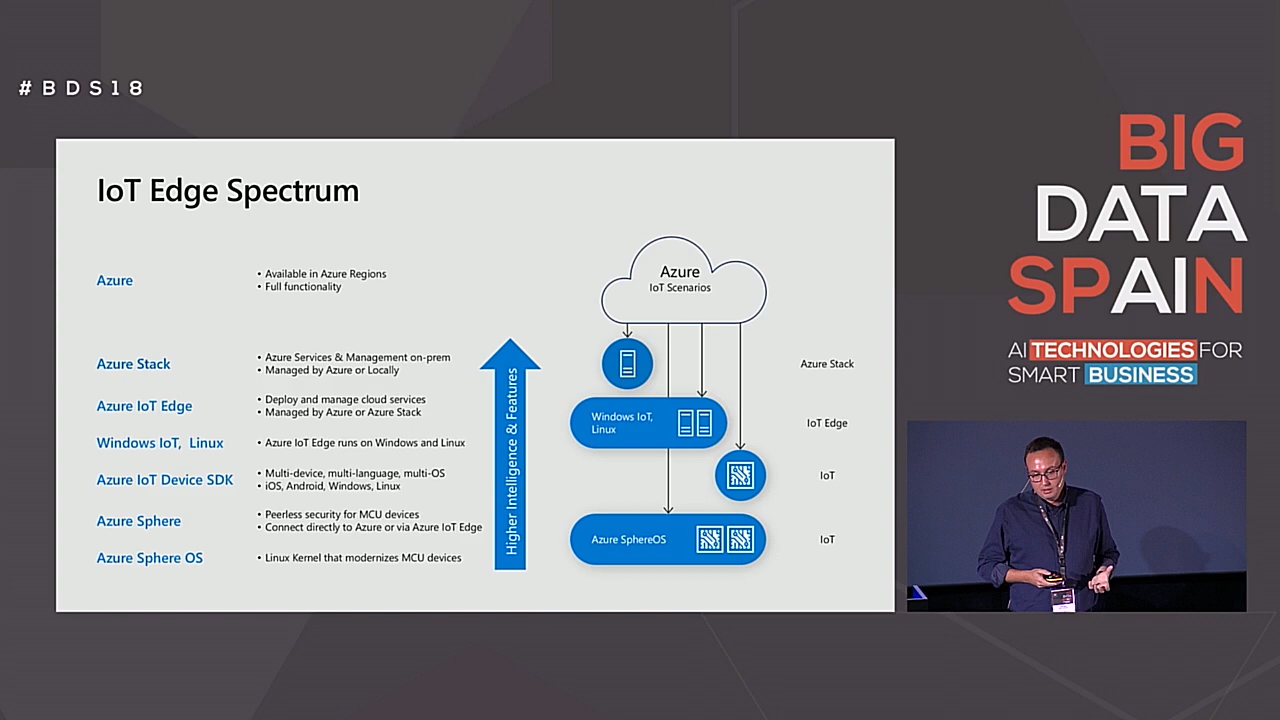 #BDS18
IoT Edge Spectrum
Azure
• Available in Azure Regions
• Full functionality
Azure Stack
• Azure Services & Management on-prem
• Managed by Azure or Locally
Azure IoT Edge
• Deploy and manage cloud services
• Managed by Azure or Azure Stack
Windows IoT, Linux
• Azure IoT Edge runs on Windows and Linux
Azure IoT Device SDK
• Multi-device, multi-language, multi-OS
• iOS, Android, Windows, Linux
Azure Sphere
• Peerless security for MCU devices
• Connect directly to Azure or via Azure IoT Edge
Azure Sphere OS
• Linux Kernel that modernizes MCU devices
Higher Intelligence & Features
Azure
IoT Scenarios
Azure Stack
Windows IoT,
Linux
IoT Edge
IoT
Azure SphereOS
IoT
BIG
DATA
SPAIN
AI TECHNOLOGIES FOR
SMART BUSINESS